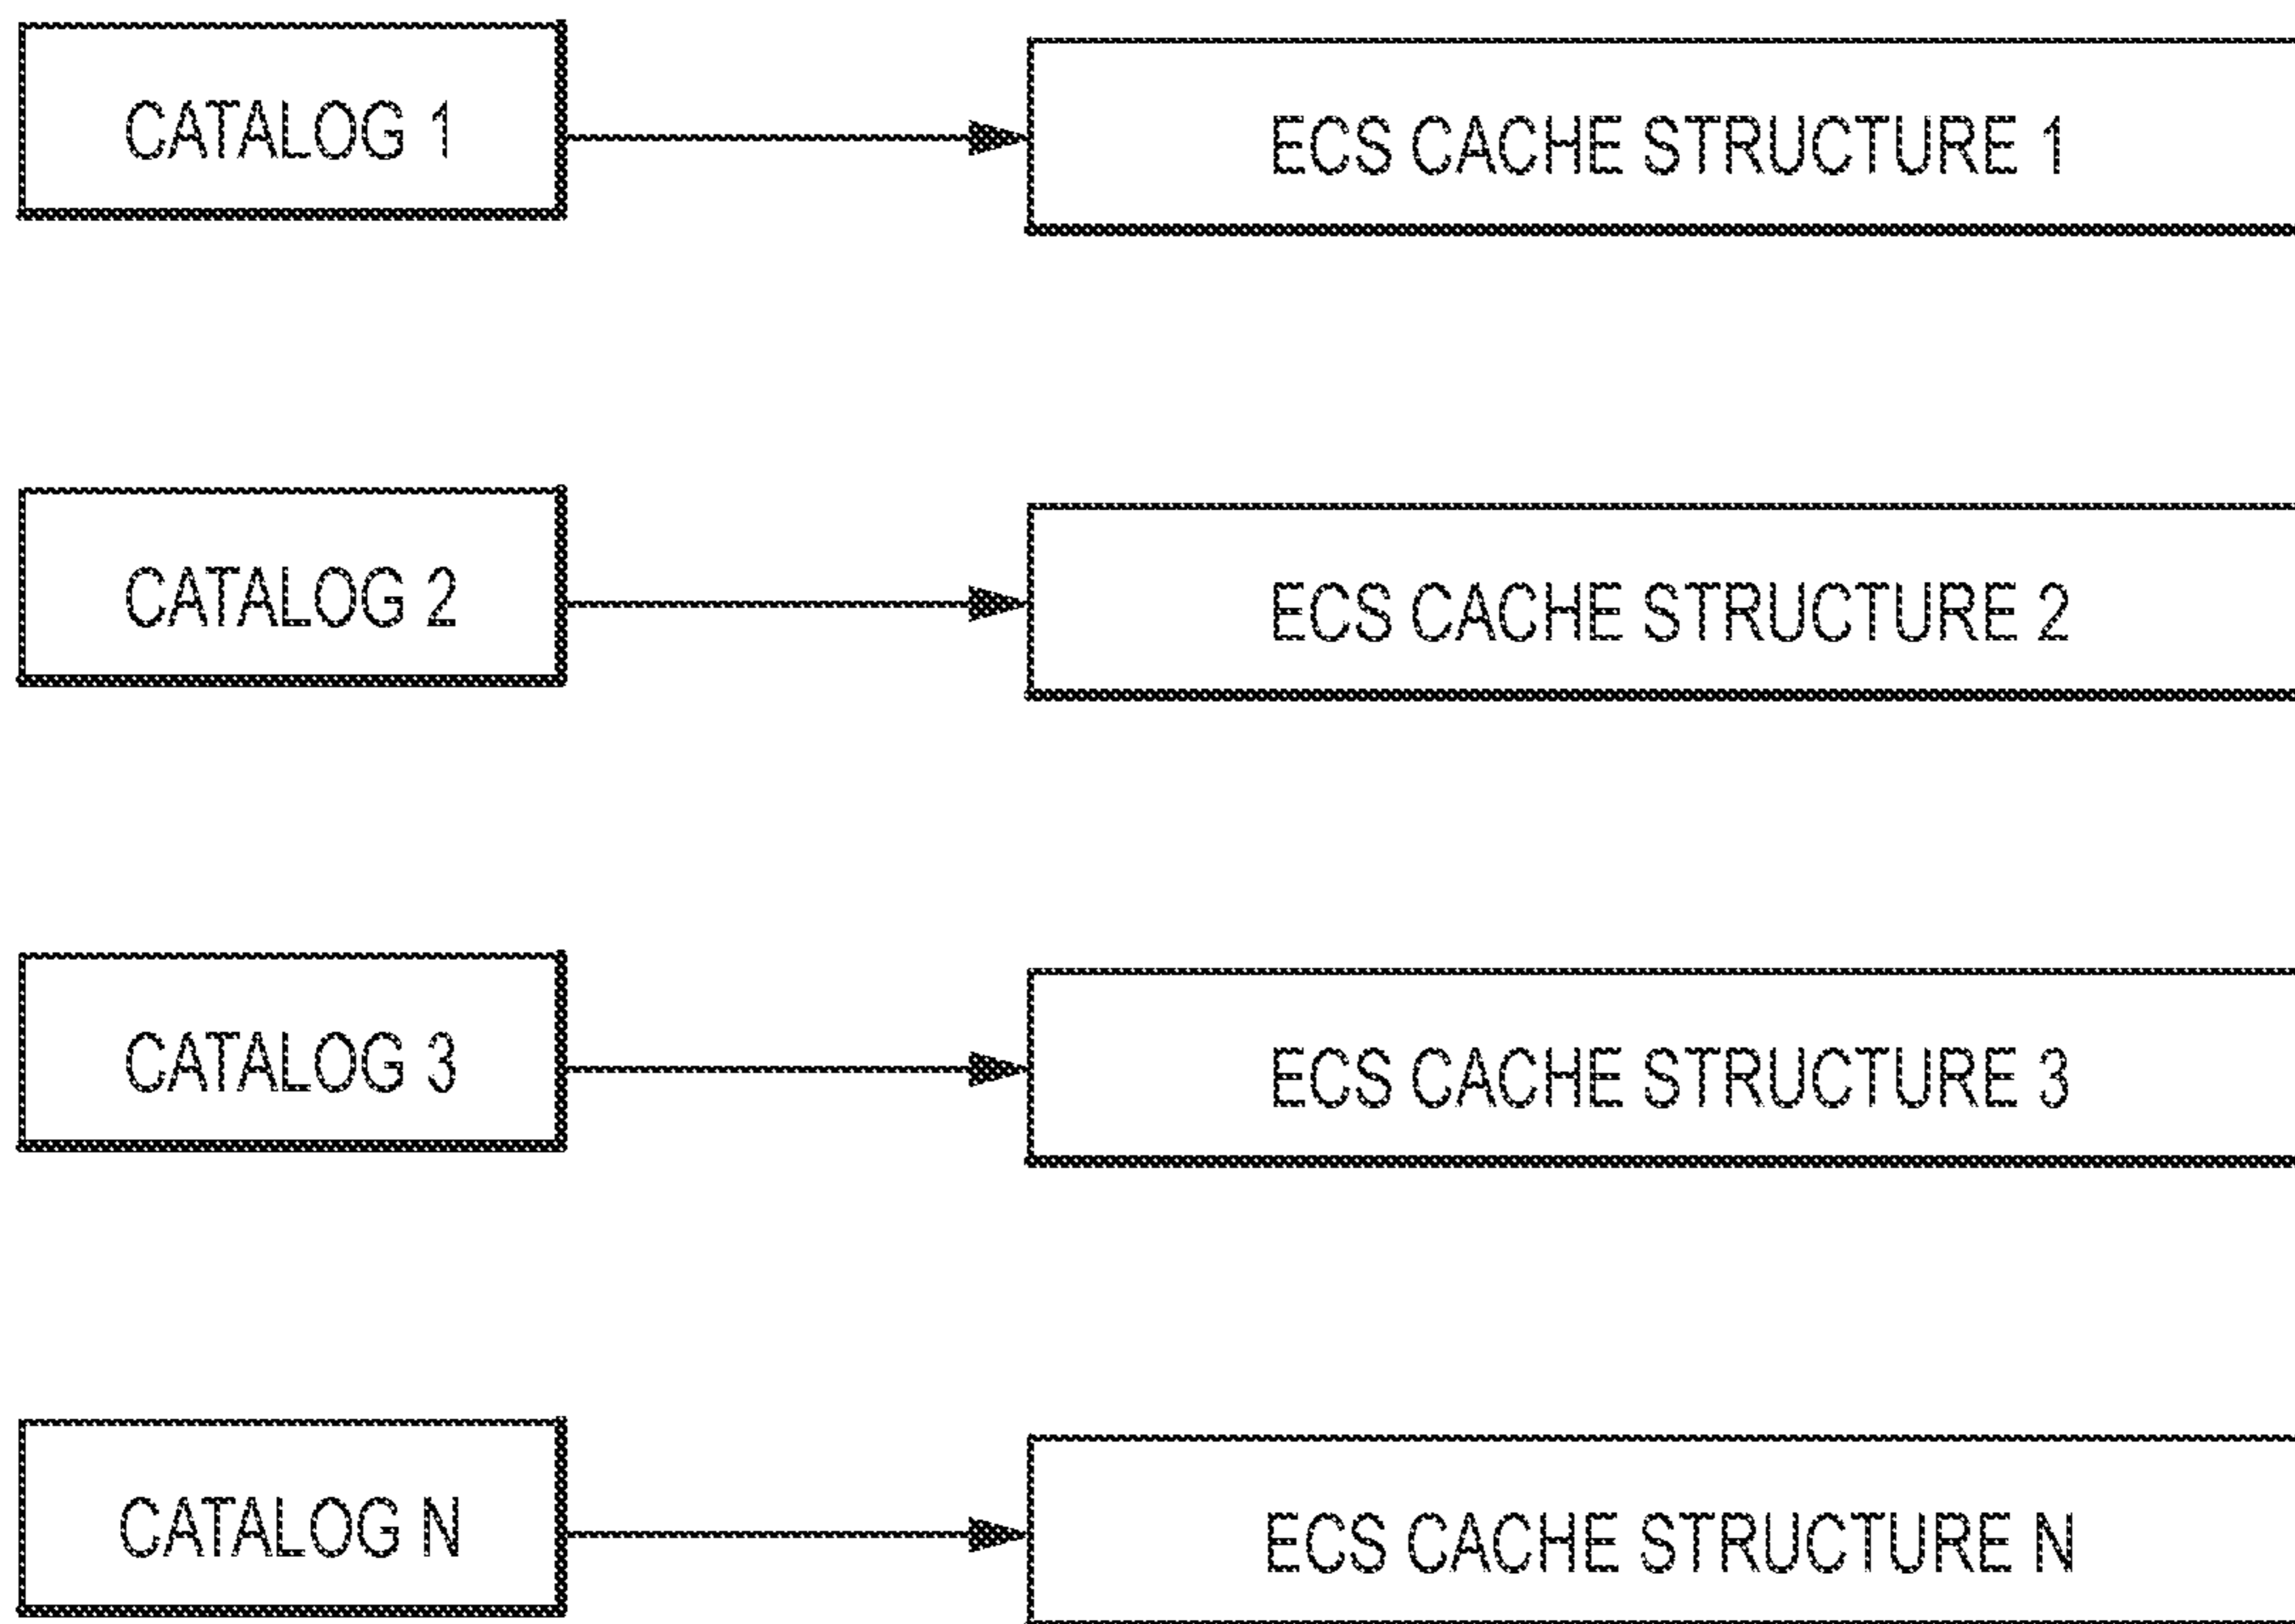 CATALOG 1
ECS CACHE STRUCTURE 1
CATALOG 2
ECS CACHE STRUCTURE 2
CATALOG 3
ECS CACHE STRUCTURE 3
CATALOG N
ECS CACHE STRUCTURE N